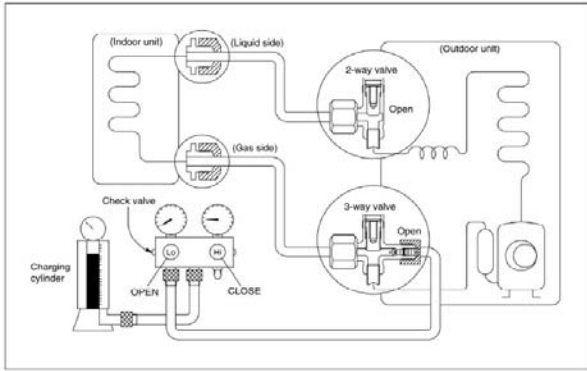 (Indoor unit)
(Liquid side)
(Outdoor unit)
2-way valve
Open
(Gas side)
Check valve
3-way valve
Open
Lo
Hi
Charging
cylinder
OPEN
CLOSE